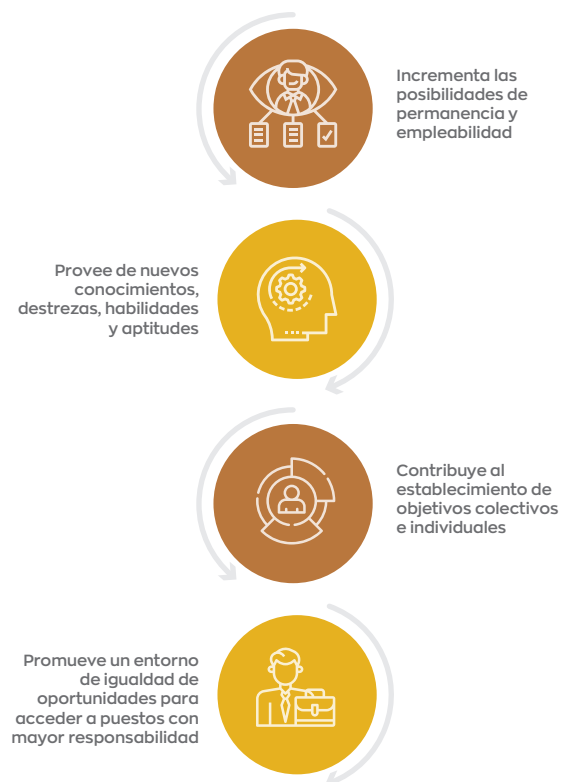 Incrementa las
posibilidades de
permanencia y
empleabilidad
Provee de nuevos
conocimientos,
destrezas, habilidades
y aptitudes
Contribuye al
establecimiento de
objetivos colectivos
e individuales
Promueve un entorno
de igualdad de
oportunidades para
acceder a puestos con
mayor responsabilidad